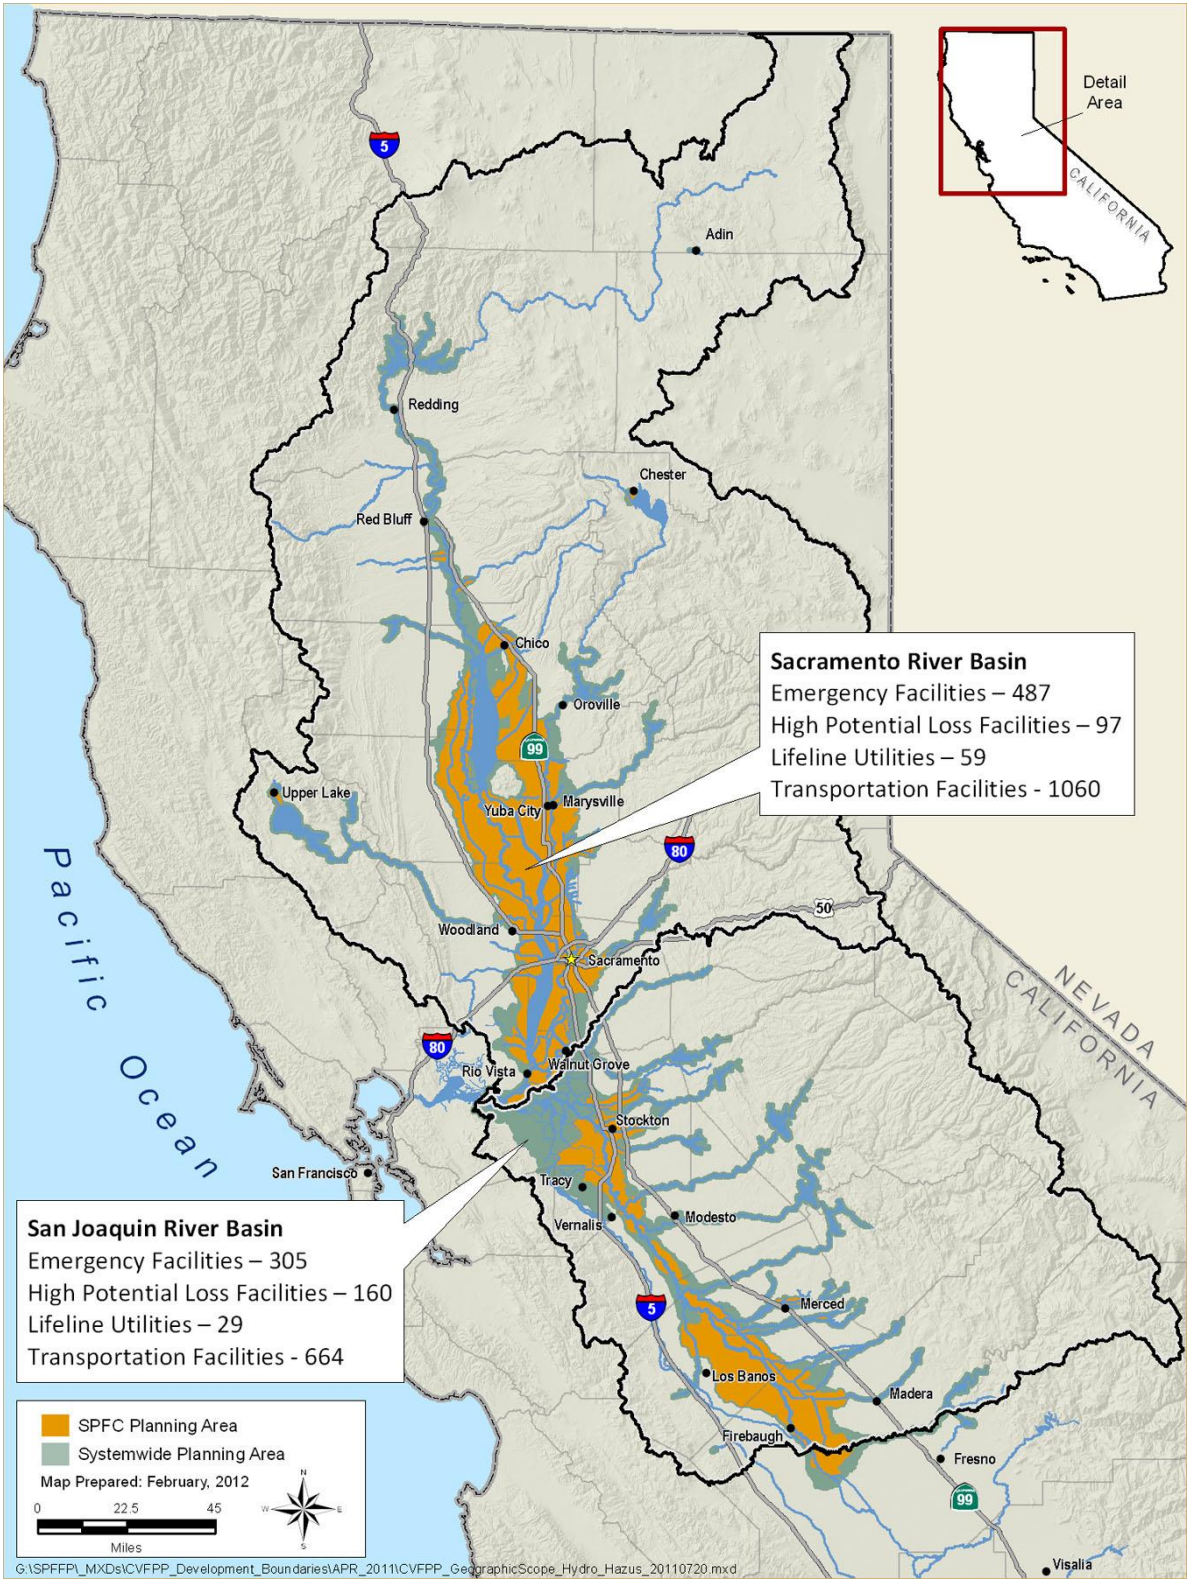 5
Detail
Area
CALIFORNIA
Adin
Redding
Chester
Red Bluff
Chico
Sacramento River Basin
Emergency Facilities – 487
High Potential Loss Facilities – 97
Lifeline Utilities – 59
Transportation Facilities - 1060
Oroville
99
Upper Lake
Yuba City
Marysville
80
50
Woodland
Sacramento
Pacific Ocean
NEVADA
CALIFORNIA
80
Rio Vista
Walnut Grove
Stockton
San Francisco
Tracy
Vernalis
Modesto
San Joaquin River Basin
Emergency Facilities – 305
High Potential Loss Facilities – 160
Lifeline Utilities – 29
Transportation Facilities - 664
5
Merced
Los Banos
Madera
Firebaugh
Fresno
99
Visalia
SPFC Planning Area
Systemwide Planning Area
Map Prepared: February, 2012
0 22.5 45
Miles
N
W E
S
G:\SPFFP\_MXDs\CVFPP_Development_Boundaries\APR_2011\CVFPP_GeographicScope_Hydro_Hazus_20110720.mxd